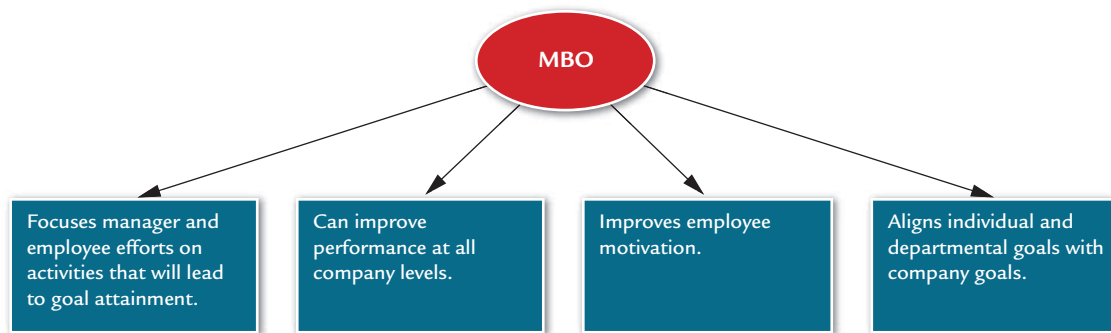 MBO
Focuses manager and
employee efforts on
activities that will lead
to goal attainment.
Can improve
performance at all
company levels.
Improves employee
motivation.
Aligns individual and
departmental goals with
company goals.